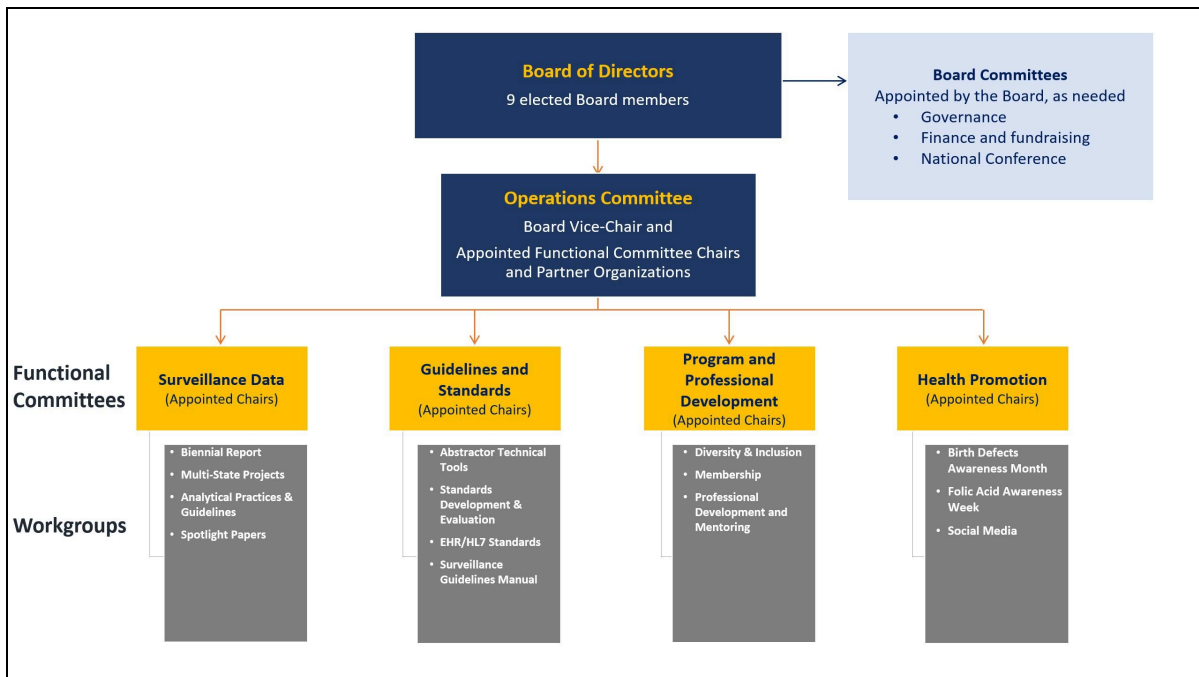 Board of Directors
9 elected Board members
Board Committees
Appointed by the Board, as needed
• Governance
• Finance and fundraising
• National Conference
Operations Committee
Board Vice-Chair and
Appointed Functional Committee Chairs
and Partner Organizations
Functional
Committees
Surveillance Data
(Appointed Chairs)
Guidelines and
Standards
(Appointed Chairs)
Program and
Professional
Development
(Appointed Chairs)
Health Promotion
(Appointed Chairs)
Workgroups
• Biennial Report
• Multi-State Projects
• Analytical Practices &
Guidelines
• Spotlight Papers
• Abstractor Technical
Tools
• Standards
Development &
Evaluation
• EHR/HL7 Standards
• Surveillance
Guidelines Manual
• Diversity & Inclusion
• Membership
• Professional
Development and
Mentoring
• Birth Defects
Awareness Month
• Folic Acid Awareness
Week
• Social Media